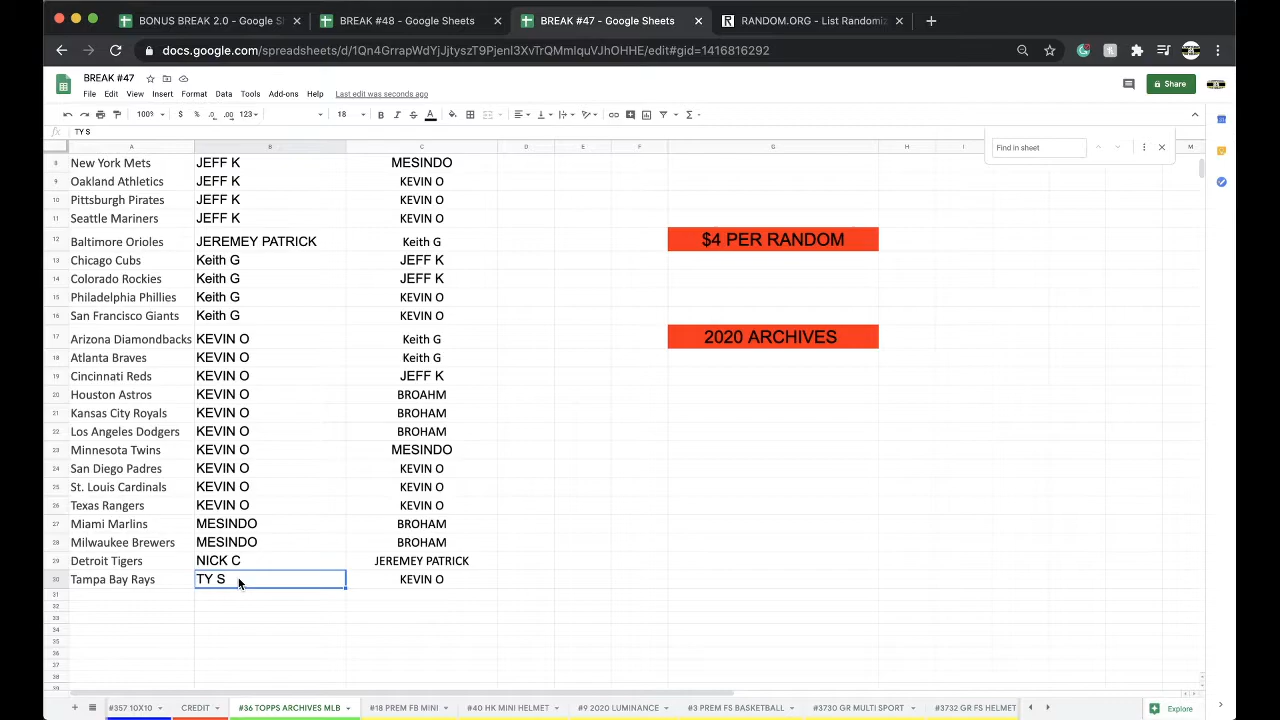 BONUS BREAK 2.0 - Google S
BREAK #48 - Google Sheets
BREAK #47 - Google Sheets
RANDOM.ORG - List Randomiz
docs.google.com/spreadsheets/d/1Qn4GrrapWdYjJjtyszT9PjenI3XvTrQMmIquVJhOHHE/edit#gid=1416816292
BREAK #47
File Edit View Insert Format Data Tools Add-ons Help Last edit was seconds ago
Share
100% $ % .0 .00 123 18 B I S A
fx TY S
Find in sheet
A B C D E F G H I M
8 New York Mets JEFF K MESINDO
9 Oakland Athletics JEFF K KEVIN O
10 Pittsburgh Pirates JEFF K KEVIN O
11 Seattle Mariners JEFF K KEVIN O
12 Baltimore Orioles JEREMEY PATRICK Keith G $4 PER RANDOM
13 Chicago Cubs Keith G JEFF K
14 Colorado Rockies Keith G JEFF K
15 Philadelphia Phillies Keith G KEVIN O
16 San Francisco Giants Keith G KEVIN O
17 Arizona Diamondbacks KEVIN O Keith G 2020 ARCHIVES
18 Atlanta Braves KEVIN O Keith G
19 Cincinnati Reds KEVIN O JEFF K
20 Houston Astros KEVIN O BROAHM
21 Kansas City Royals KEVIN O BROHAM
22 Los Angeles Dodgers KEVIN O BROHAM
23 Minnesota Twins KEVIN O MESINDO
24 San Diego Padres KEVIN O KEVIN O
25 St. Louis Cardinals KEVIN O KEVIN O
26 Texas Rangers KEVIN O KEVIN O
27 Miami Marlins MESINDO BROHAM
28 Milwaukee Brewers MESINDO BROHAM
29 Detroit Tigers NICK C JEREMEY PATRICK
30 Tampa Bay Rays TY S KEVIN O
31
32
33
34
35
36
37
38
39
#357 10X10 CREDIT #36 TOPPS ARCHIVES MLB #18 PREM FB MINI #40 HK MINI HELMET #9 2020 LUMINANCE #3 PREM FS BASKETBALL #3730 GR MULTI SPORT #3732 GR FS HELMET Explore